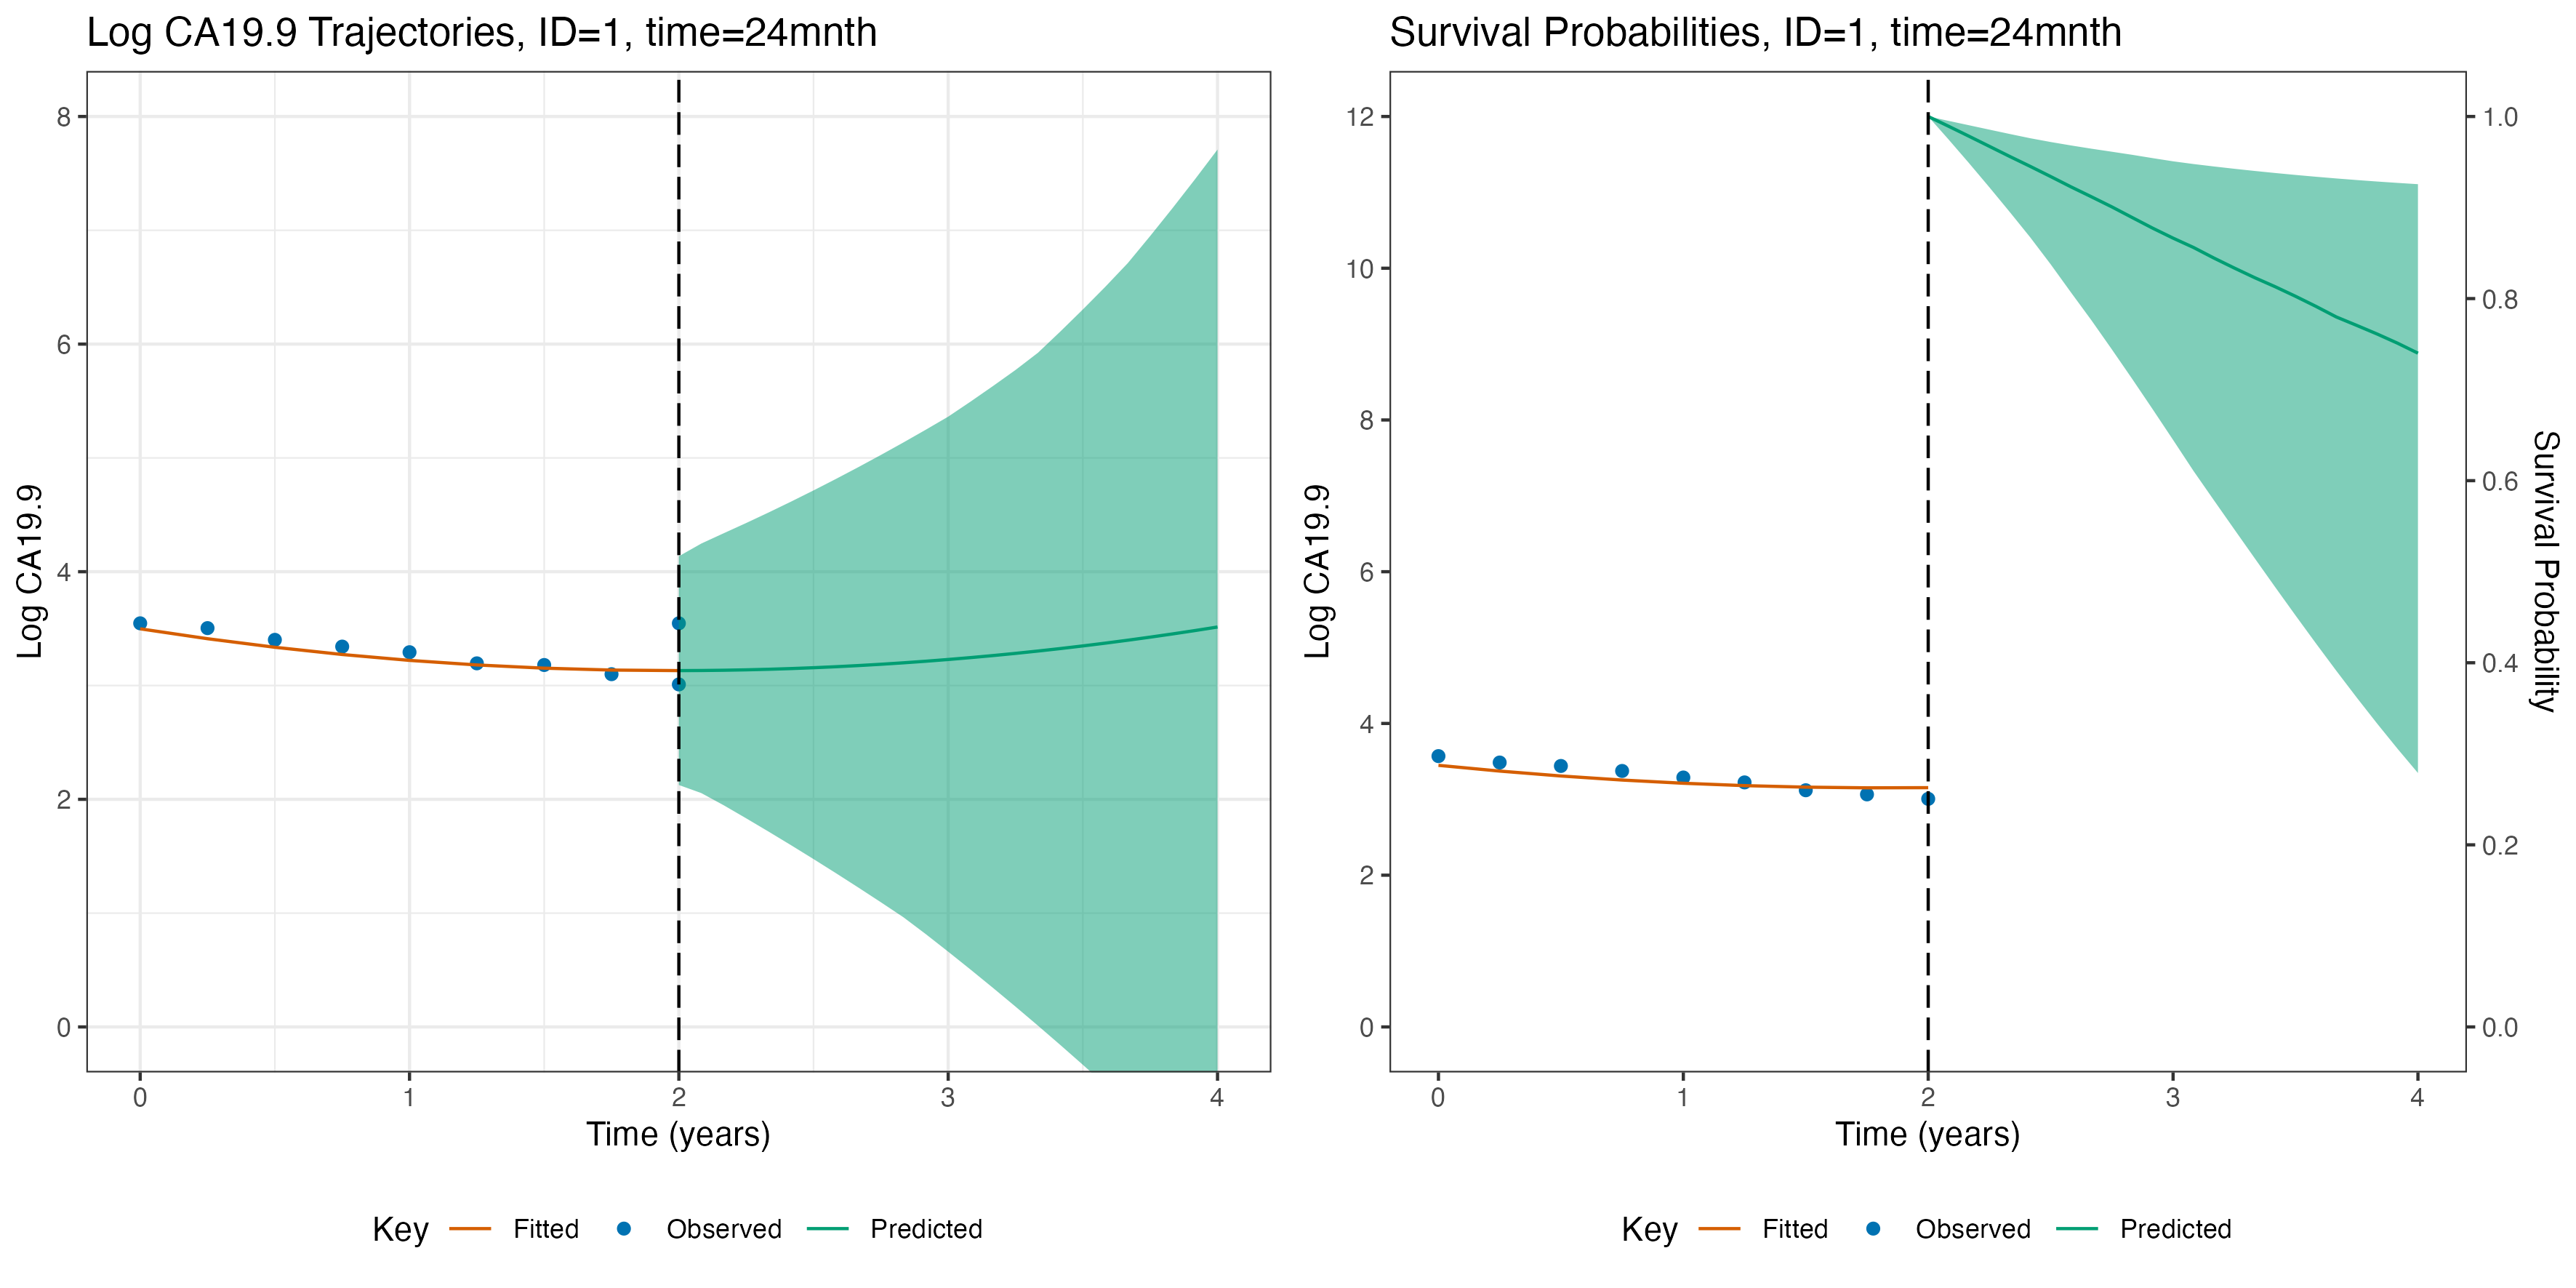 Log CA19.9 Trajectories, ID=1, time=24mnth
8
6
4
2
0
Log CA19.9
0 1 2 3 4
Time (years)
Key Fitted Observed Predicted
Survival Probabilities, ID=1, time=24mnth
12
10
8
6
4
2
0
Log CA19.9
1.0
0.8
0.6
0.4
0.2
0.0
Survival Probability
0 1 2 3 4
Time (years)
Key Fitted Observed Predicted